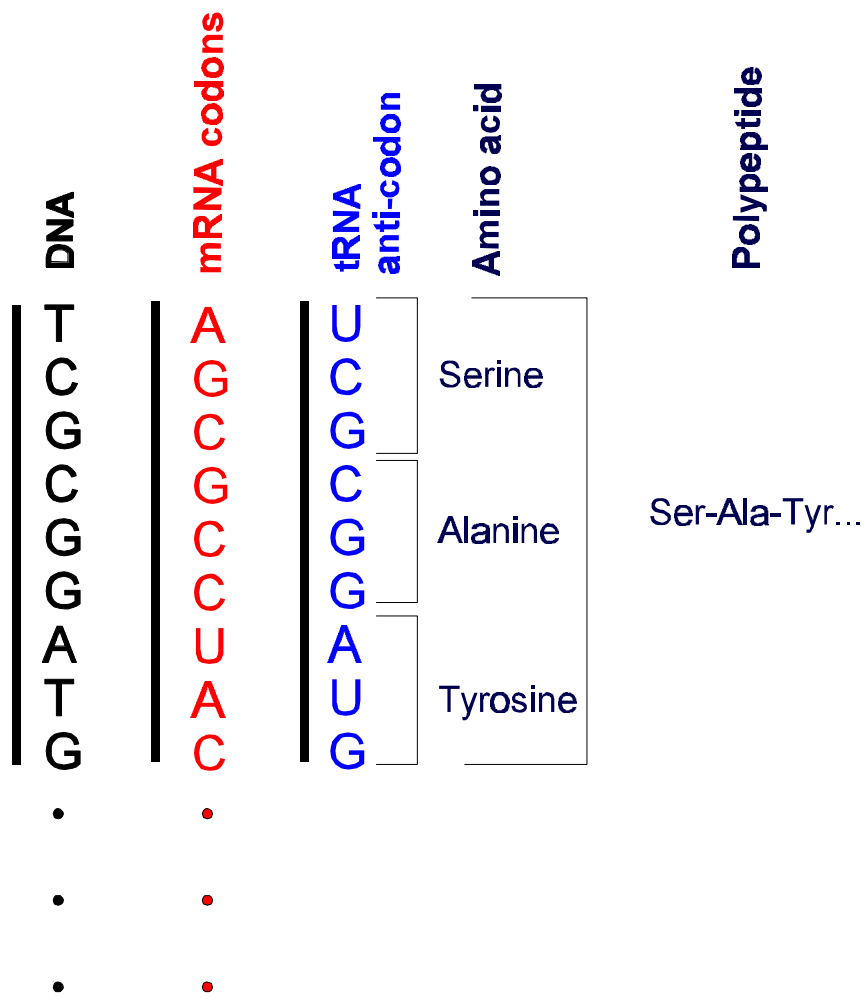 DNA
mRNA codons
tRNA
anti-codon
Amino acid
Polypeptide
T A U
C G C
G C G
C G C
G C G
G C G
A U A
T A U
G C G
Serine
Alanine
Tyrosine
Ser-Ala-Tyr...